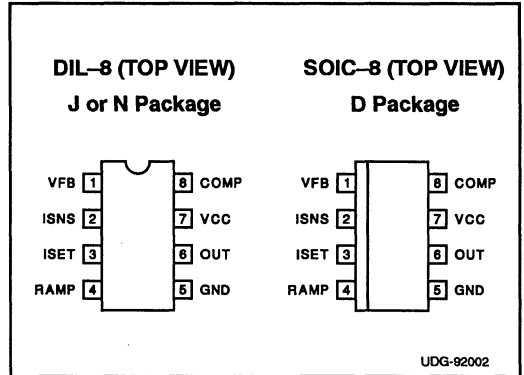 DIL–8 (TOP VIEW)
J or N Package
VFB 1 8 COMP
ISNS 2 7 VCC
ISET 3 6 OUT
RAMP 4 5 GND
SOIC–8 (TOP VIEW)
D Package
VFB 1 8 COMP
ISNS 2 7 VCC
ISET 3 6 OUT
RAMP 4 5 GND
UDG-92002